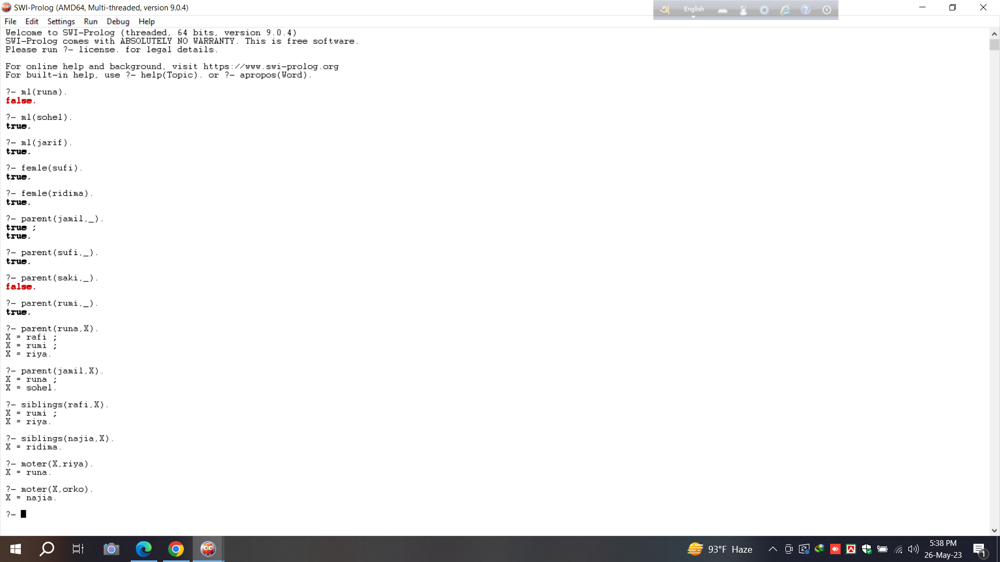 SWI-Prolog (AMD64, Multi-threaded, version 9.0.4)
English
File Edit Settings Run Debug Help
Welcome to SWI-Prolog (threaded, 64 bits, version 9.0.4)
SWI-Prolog comes with ABSOLUTELY NO WARRANTY. This is free software.
Please run ?- license. for legal details.
For online help and background, visit https://www.swi-prolog.org
For built-in help, use ?- help(Topic). or ?- apropos(Word).
?- ml(runa).
false.
?- ml(sohel).
true.
?- ml(jarif).
true.
?- femle(sufi).
true.
?- femle(ridima).
true.
?- parent(jamil,_).
true ;
true.
?- parent(sufi,_).
true.
?- parent(saki,_).
false.
?- parent(rumi,_).
true.
?- parent(runa,X).
X = rafi ;
X = rumi ;
X = riya.
?- parent(jamil,X).
X = runa ;
X = sohel.
?- siblings(rafi,X).
X = rumi ;
X = riya.
?- siblings(najia,X).
X = ridima.
?- moter(X,riya).
X = runa.
?- moter(X,orko).
X = najia.
?-
93°F Haze
5:38 PM
26-May-23
1